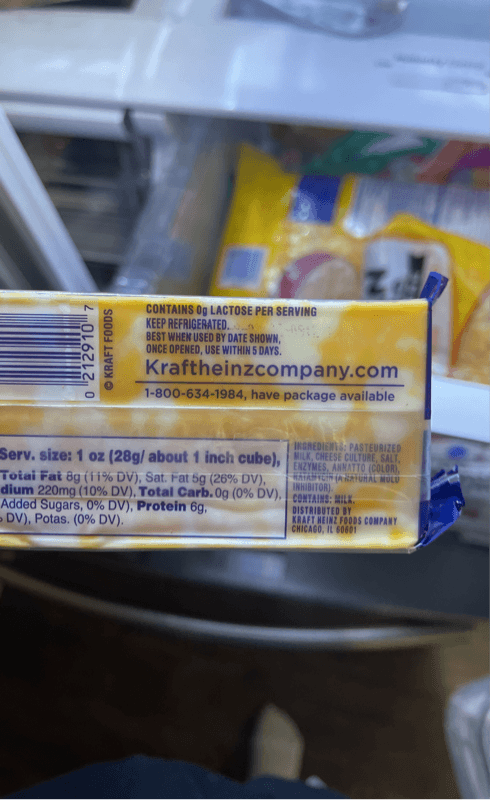 0 212910 7
© KRAFT FOODS
CONTAINS 0g LACTOSE PER SERVING
KEEP REFRIGERATED.
BEST WHEN USED BY DATE SHOWN,
ONCE OPENED, USE WITHIN 5 DAYS.
Kraftheinzcompany.com
1-800-634-1984, have package available
Serv. size: 1 oz (28g/ about 1 inch cube),
Total Fat 8g (11% DV), Sat. Fat 5g (26% DV),
dium 220mg (10% DV), Total Carb. 0g (0% DV),
Added Sugars, 0% DV), Protein 6g,
DV), Potas. (0% DV).
INGREDIENTS: PASTEURIZED
MILK, CHEESE CULTURE, SALT,
ENZYMES, ANNATTO (COLOR),
NATAMYCIN (A NATURAL MOLD
INHIBITOR).
CONTAINS: MILK.
DISTRIBUTED BY
KRAFT HEINZ FOODS COMPANY
CHICAGO, IL 60601